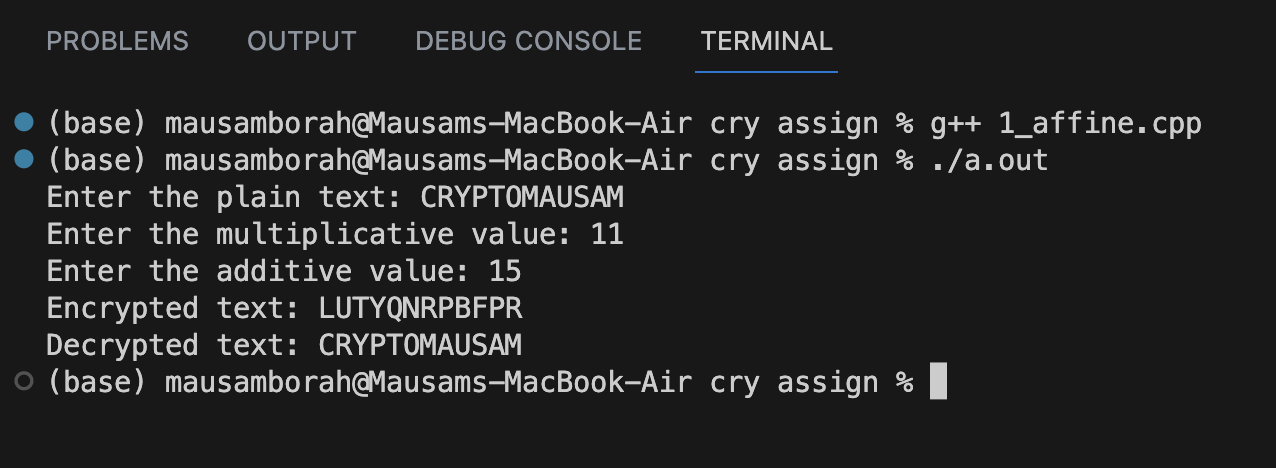 PROBLEMS OUTPUT DEBUG CONSOLE TERMINAL
(base) mausamborah@Mausams-MacBook-Air cry assign % g++ 1_affine.cpp
(base) mausamborah@Mausams-MacBook-Air cry assign % ./a.out
Enter the plain text: CRYPTOMAUSAM
Enter the multiplicative value: 11
Enter the additive value: 15
Encrypted text: LUTYQNRPBFPR
Decrypted text: CRYPTOMAUSAM
(base) mausamborah@Mausams-MacBook-Air cry assign %